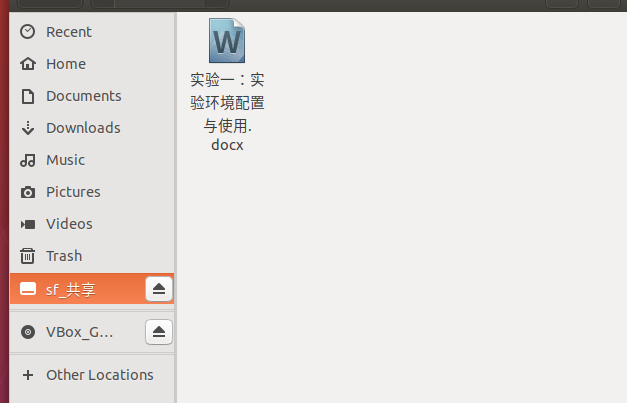 Recent
Home
Documents
Downloads
Music
Pictures
Videos
Trash
sf_共享
VBox_G...
Other Locations
W
实验一：实
验环境配置
与使用.
docx